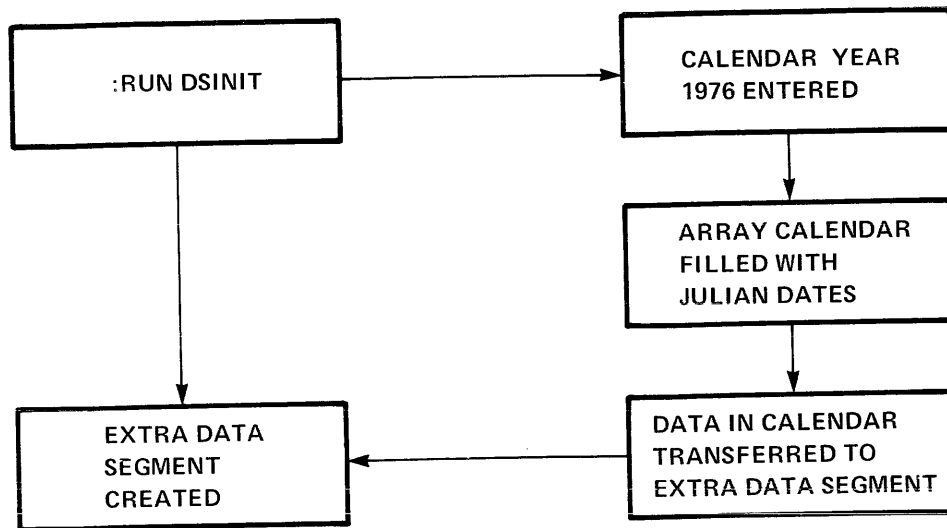 :RUN DSINIT
CALENDAR YEAR
1976 ENTERED
ARRAY CALENDAR
FILLED WITH
JULIAN DATES
EXTRA DATA
SEGMENT
CREATED
DATA IN CALENDAR
TRANSFERRED TO
EXTRA DATA SEGMENT